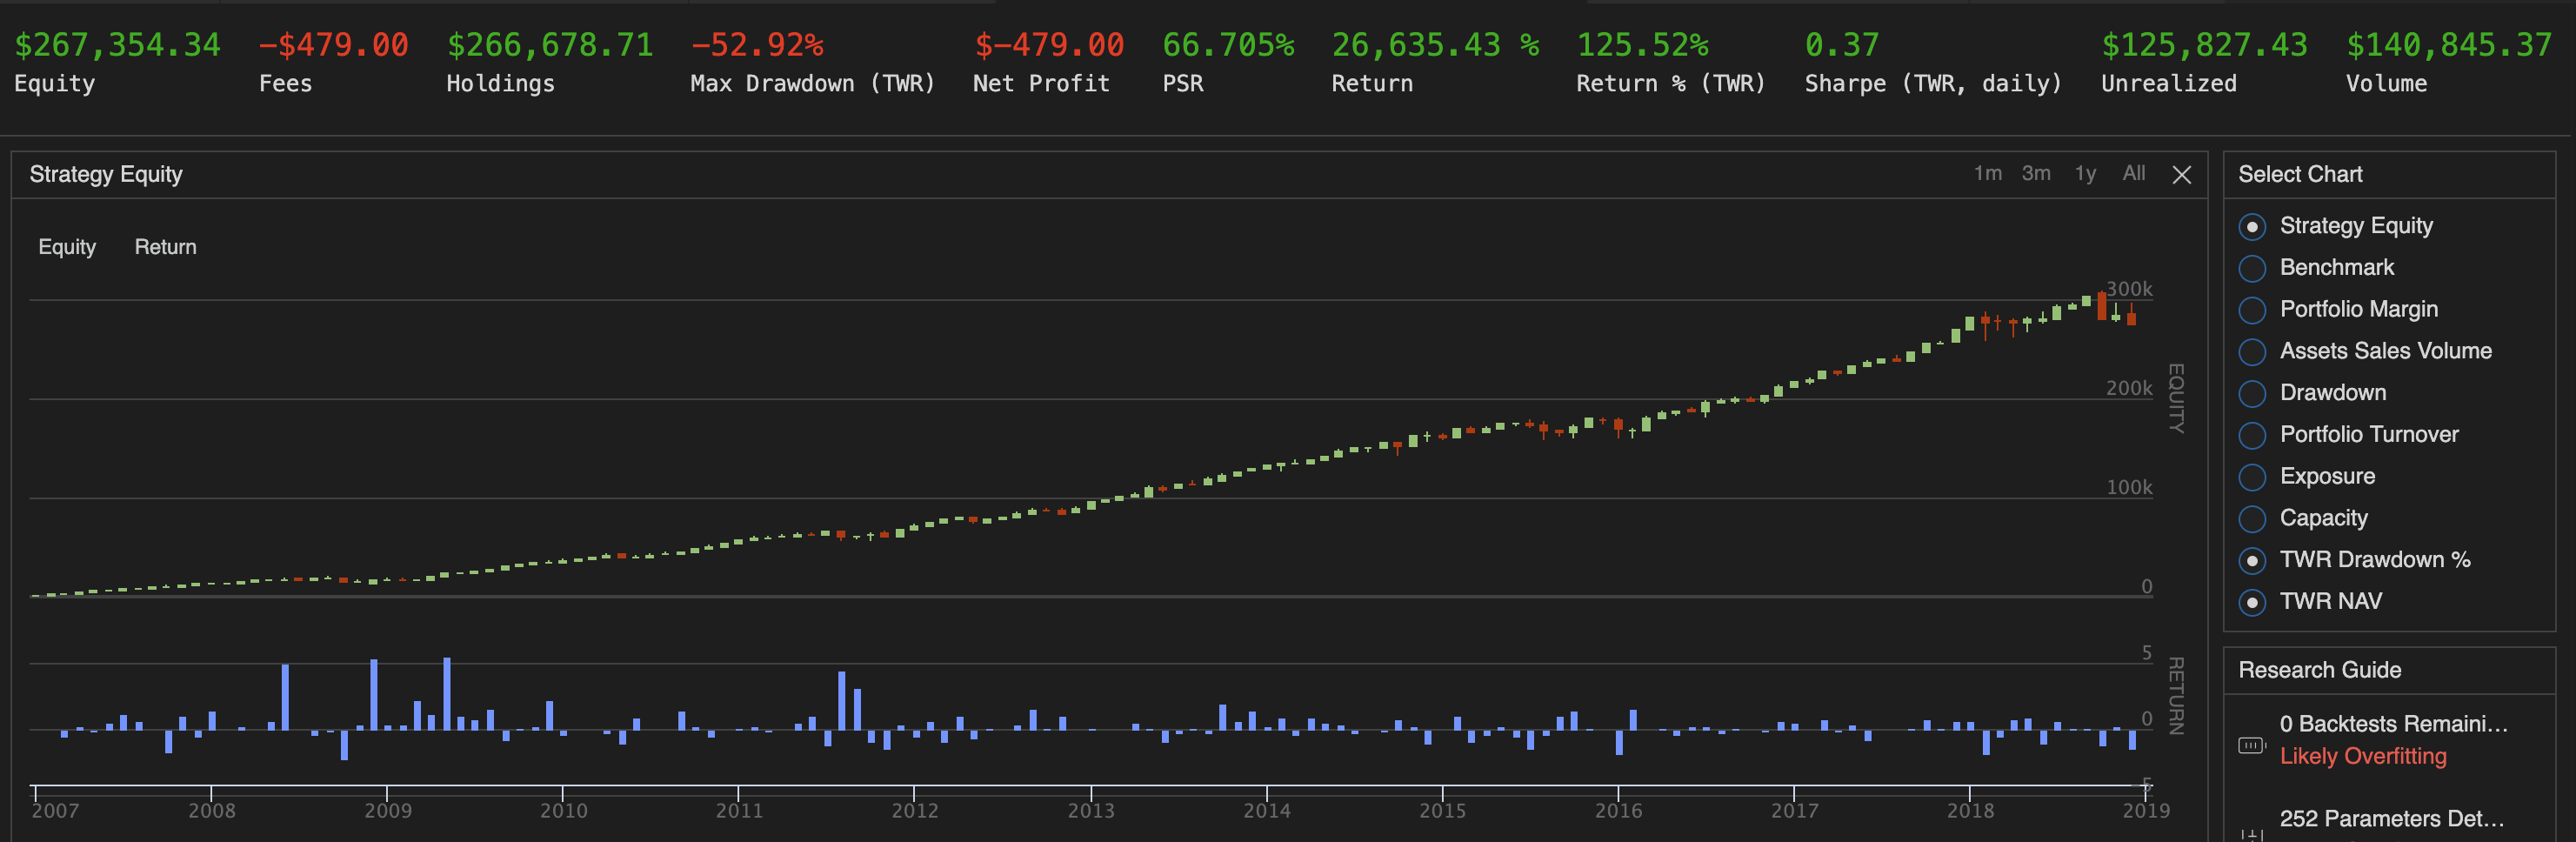 $267,354.34 -$479.00 $266,678.71 -52.92% $-479.00 66.705% 26,635.43 % 125.52% 0.37 $125,827.43 $140,845.37
Equity Fees Holdings Max Drawdown (TWR) Net Profit PSR Return Return % (TWR) Sharpe (TWR, daily) Unrealized Volume
Strategy Equity 1m 3m 1y All
Equity Return
300k
200k
100k
0
EQUITY
5
0
-5
RETURN
2007 2008 2009 2010 2011 2012 2013 2014 2015 2016 2017 2018 2019
Select Chart
Strategy Equity
Benchmark
Portfolio Margin
Assets Sales Volume
Drawdown
Portfolio Turnover
Exposure
Capacity
TWR Drawdown %
TWR NAV
Research Guide
0 Backtests Remaini...
Likely Overfitting
252 Parameters Det...